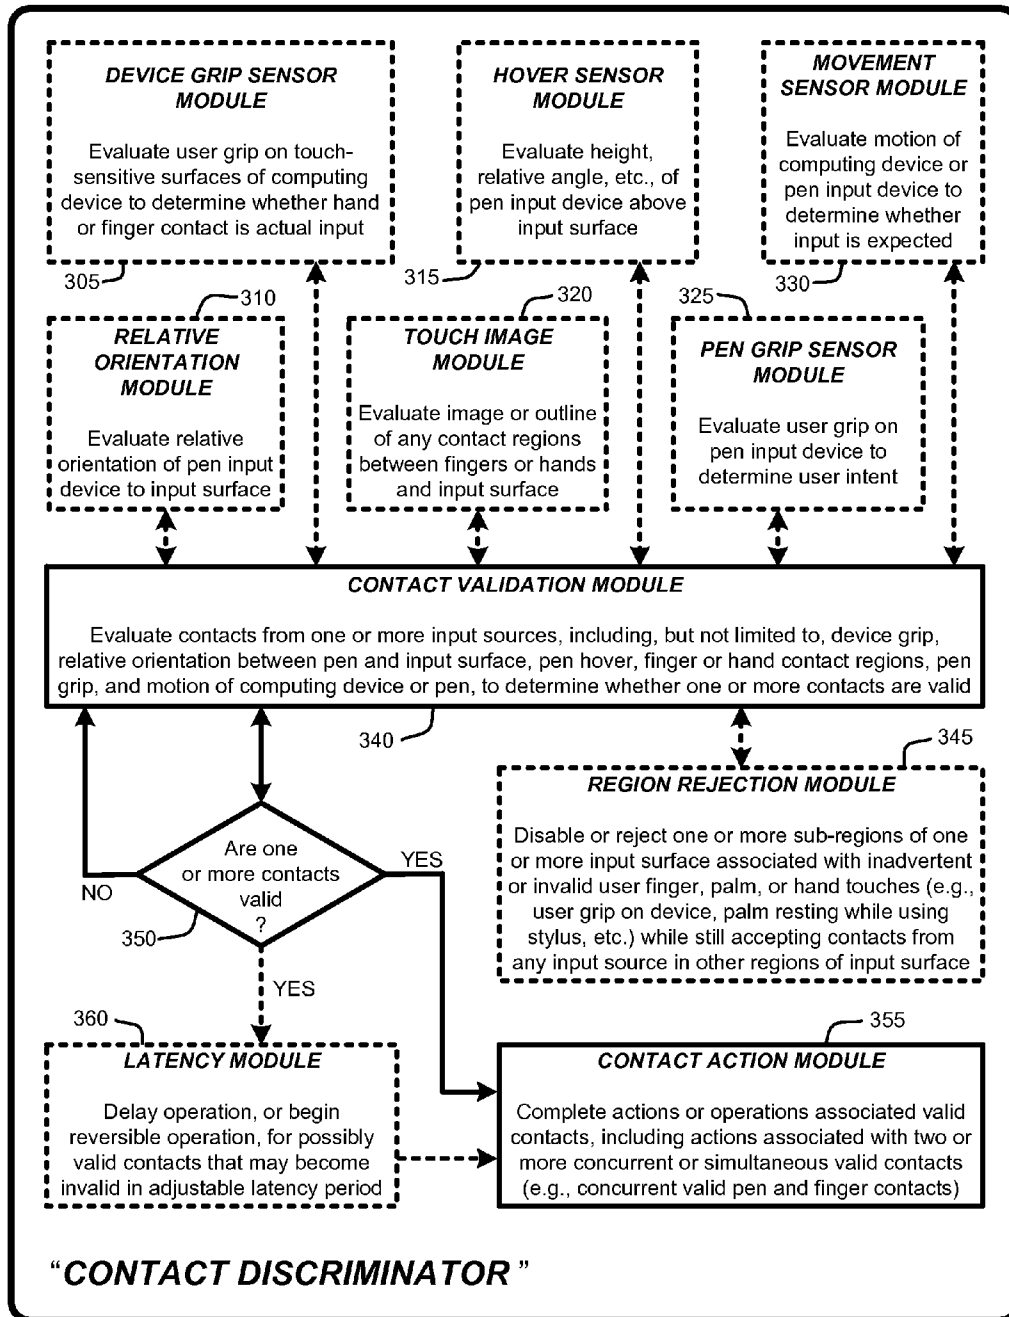 DEVICE GRIP SENSOR
MODULE
Evaluate user grip on touch-
sensitive surfaces of computing
device to determine whether hand
or finger contact is actual input
305
HOVER SENSOR
MODULE
Evaluate height,
relative angle, etc., of
pen input device above
input surface
315
MOVEMENT
SENSOR MODULE
Evaluate motion of
computing device or
pen input device to
determine whether
input is expected
330
310
RELATIVE
ORIENTATION
MODULE
Evaluate relative
orientation of pen input
device to input surface
320
TOUCH IMAGE
MODULE
Evaluate image or outline
of any contact regions
between fingers or hands
and input surface
325
PEN GRIP SENSOR
MODULE
Evaluate user grip on
pen input device to
determine user intent
CONTACT VALIDATION MODULE
Evaluate contacts from one or more input sources, including, but not limited to, device grip,
relative orientation between pen and input surface, pen hover, finger or hand contact regions, pen
grip, and motion of computing device or pen, to determine whether one or more contacts are valid
340
345
REGION REJECTION MODULE
Disable or reject one or more sub-regions of one
or more input surface associated with inadvertent
or invalid user finger, palm, or hand touches (e.g.,
user grip on device, palm resting while using
stylus, etc.) while still accepting contacts from
any input source in other regions of input surface
Are one
or more contacts
valid
?
YES
NO
350
YES
360
LATENCY MODULE
Delay operation, or begin
reversible operation, for possibly
valid contacts that may become
invalid in adjustable latency period
355
CONTACT ACTION MODULE
Complete actions or operations associated valid
contacts, including actions associated with two or
more concurrent or simultaneous valid contacts
(e.g., concurrent valid pen and finger contacts)
“CONTACT DISCRIMINATOR ”